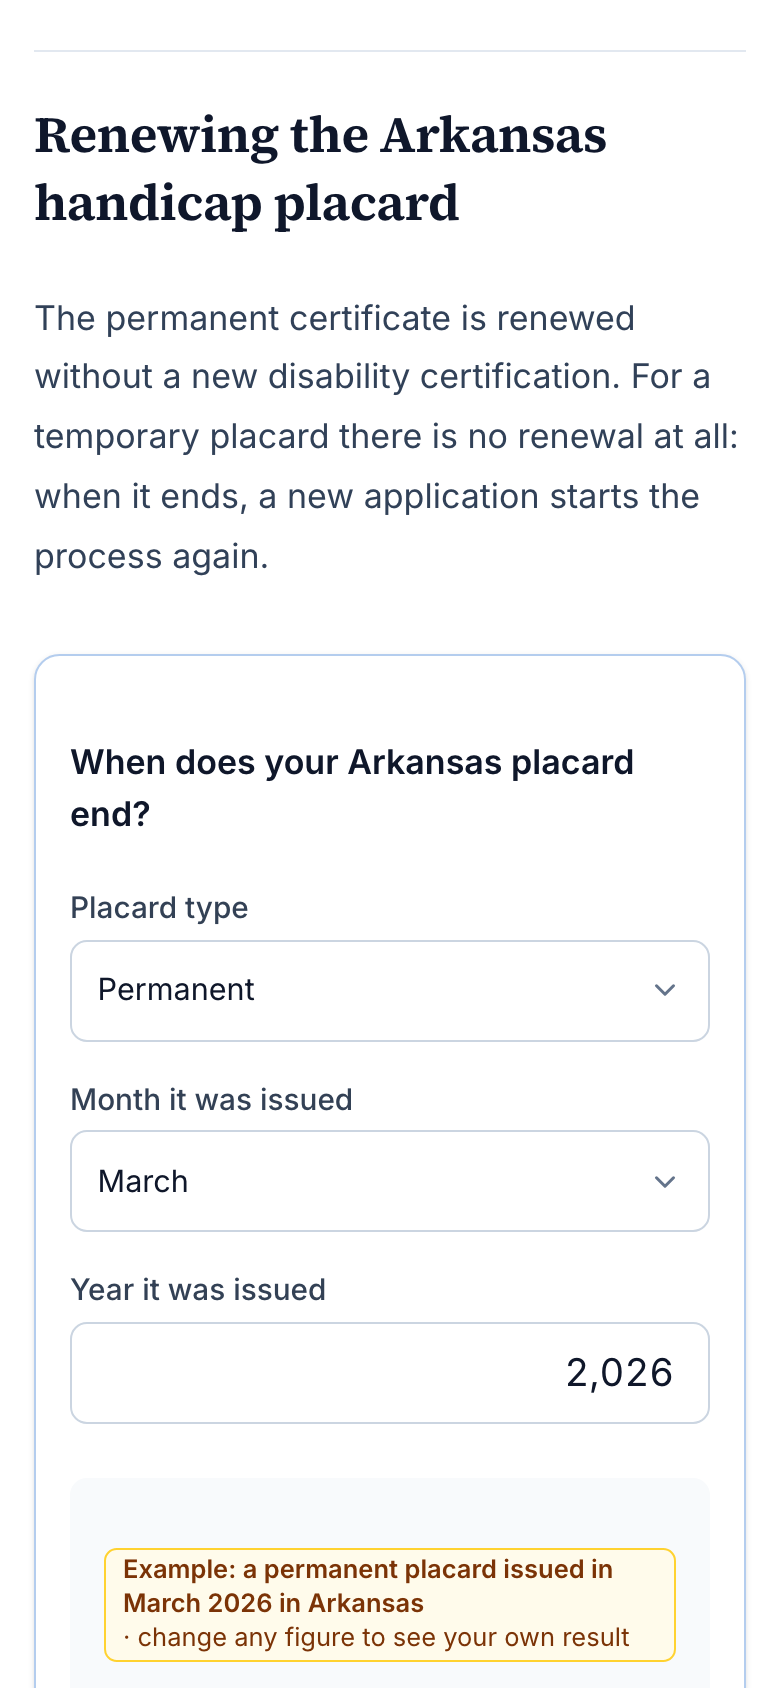 Renewing the Arkansas
handicap placard
The permanent certificate is renewed
without a new disability certification. For a
temporary placard there is no renewal at all:
when it ends, a new application starts the
process again.
When does your Arkansas placard
end?
Placard type
Permanent
Month it was issued
March
Year it was issued
2,026
Example: a permanent placard issued in
March 2026 in Arkansas
· change any figure to see your own result